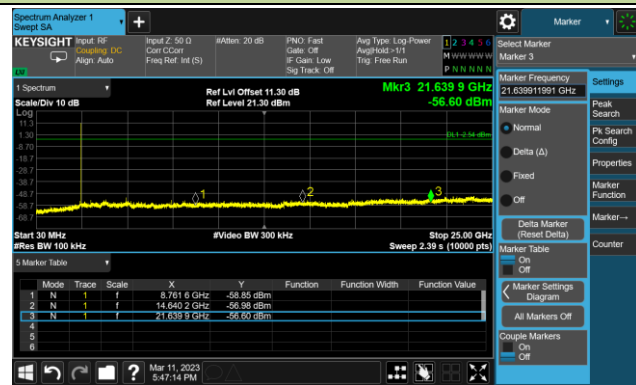 Spectrum Analyzer 1
Swept SA
Marker
KEYSIGHT
Input: RF
Coupling: DC
Align: Auto
Input Z: 50 Ω
Corr CCorr
Freq Ref: Int (S)
#Atten: 20 dB
PNO: Fast
Gate: Off
IF Gain: Low
Sig Track: Off
Avg Type: Log-Power
Avg|Hold:>1/1
Trig: Free Run
1 2 3 4 5 6
M W W W W W
P N N N N N
LXI
1 Spectrum
Scale/Div 10 dB
Log
Ref Lvl Offset 11.30 dB
Ref Level 21.30 dBm
Mkr3 21.639 9 GHz
-56.60 dBm
11.3
1.30
-8.70
-18.7
-28.7
-38.7
-48.7
-58.7
-68.7
DL1 -2.54 dBm
1
2
3
Start 30 MHz
#Res BW 100 kHz
#Video BW 300 kHz
Stop 25.00 GHz
Sweep 2.39 s (10000 pts)
5 Marker Table
Mode Trace Scale X Y Function Function Width Function Value
1 N 1 f 8.761 6 GHz -58.85 dBm
2 N 1 f 14.640 2 GHz -56.98 dBm
3 N 1 f 21.639 9 GHz -56.60 dBm
4
5
6
Mar 11, 2023
5:47:14 PM
Select Marker
Marker 3
Marker Frequency
21.639911991 GHz
Marker Mode
Normal
Delta (Δ)
Fixed
Off
Delta Marker
(Reset Delta)
Marker Table
On
Off
Marker Settings
Diagram
All Markers Off
Couple Markers
On
Off
Settings
Peak
Search
Pk Search
Config
Properties
Marker
Function
Marker→
Counter